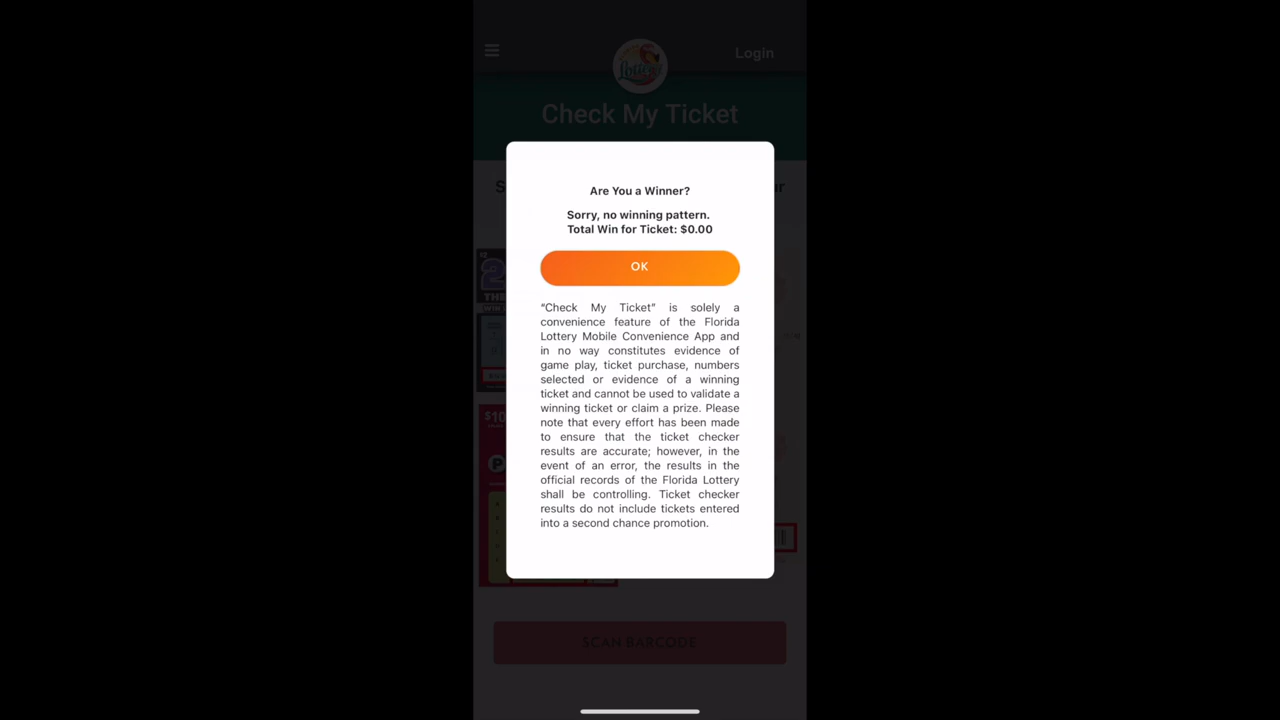 Login
Lottery
Check My Ticket
Are You a Winner?
Sorry, no winning pattern.
Total Win for Ticket: $0.00
OK
“Check My Ticket” is solely a
convenience feature of the Florida
Lottery Mobile Convenience App and
in no way constitutes evidence of
game play, ticket purchase, numbers
selected or evidence of a winning
ticket and cannot be used to validate a
winning ticket or claim a prize. Please
note that every effort has been made
to ensure that the ticket checker
results are accurate; however, in the
event of an error, the results in the
official records of the Florida Lottery
shall be controlling. Ticket checker
results do not include tickets entered
into a second chance promotion.
$10
SCAN BARCODE